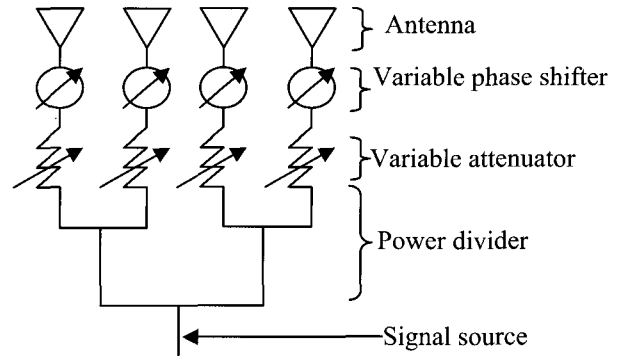 Antenna
Variable phase shifter
Variable attenuator
Power divider
Signal source